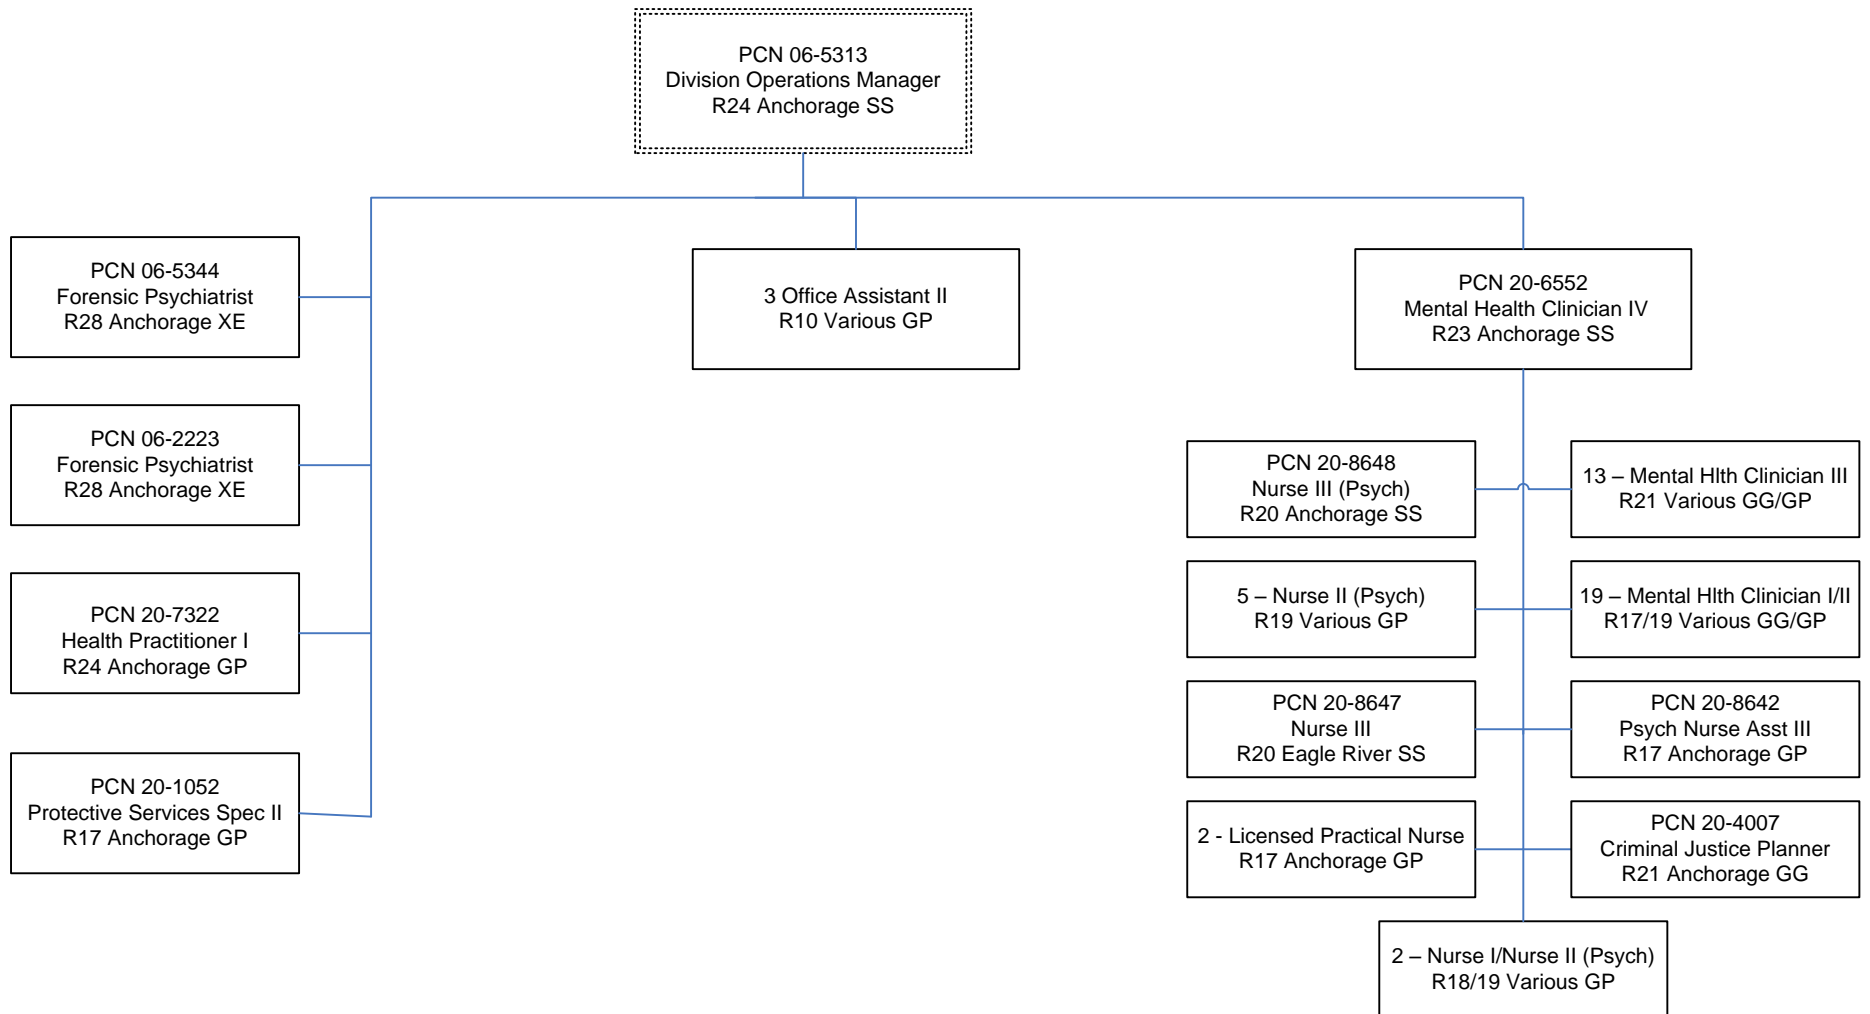 PCN 06-5313
Division Operations Manager
R24 Anchorage SS
PCN 06-5344
Forensic Psychiatrist
R28 Anchorage XE
PCN 06-2223
Forensic Psychiatrist
R28 Anchorage XE
PCN 20-7322
Health Practitioner I
R24 Anchorage GP
PCN 20-1052
Protective Services Spec II
R17 Anchorage GP
3 Office Assistant II
R10 Various GP
PCN 20-6552
Mental Health Clinician IV
R23 Anchorage SS
PCN 20-8648
Nurse III (Psych)
R20 Anchorage SS
13 – Mental Hlth Clinician III
R21 Various GG/GP
5 – Nurse II (Psych)
R19 Various GP
19 – Mental Hlth Clinician I/II
R17/19 Various GG/GP
PCN 20-8647
Nurse III
R20 Eagle River SS
PCN 20-8642
Psych Nurse Asst III
R17 Anchorage GP
2 - Licensed Practical Nurse
R17 Anchorage GP
PCN 20-4007
Criminal Justice Planner
R21 Anchorage GG
2 – Nurse I/Nurse II (Psych)
R18/19 Various GP